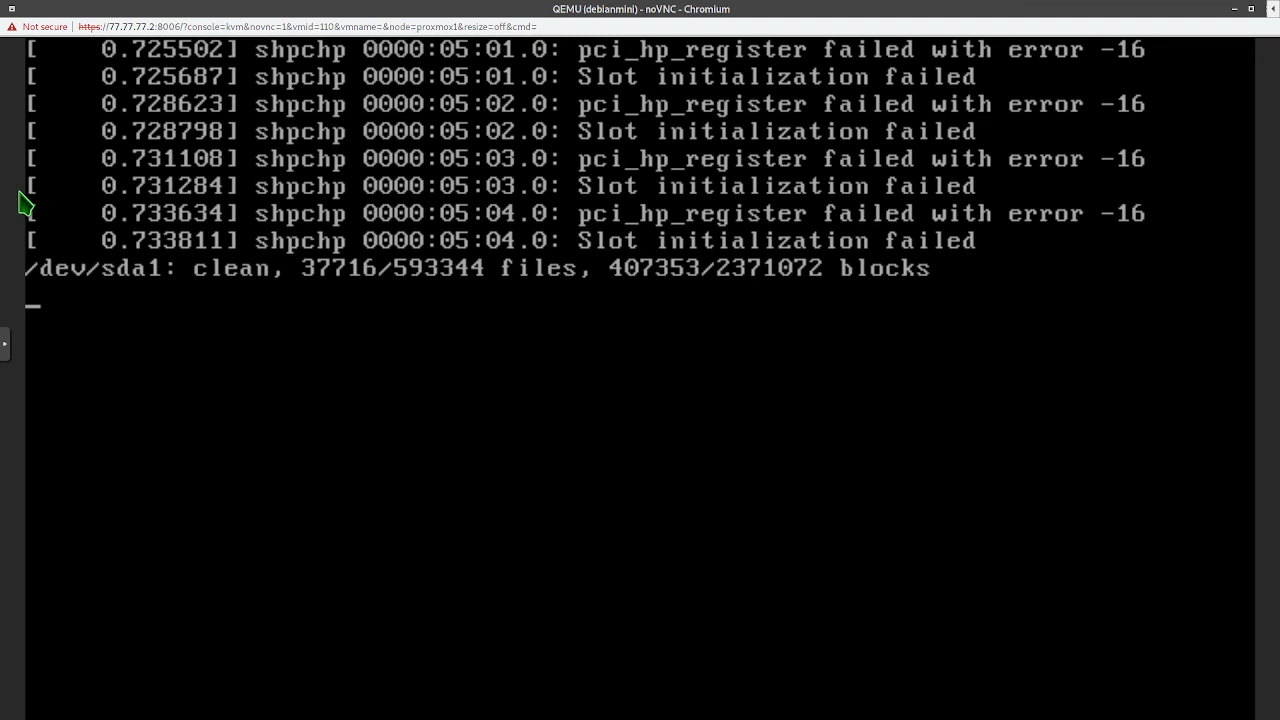 QEMU (debianmini) - noVNC - Chromium
Not secure | https://77.77.77.2:8006/?console=kvm&novnc=1&vmid=110&vmname=&node=proxmox1&resize=off&cmd=
[    0.725502] shpchp 0000:05:01.0: pci_hp_register failed with error -16
[    0.725687] shpchp 0000:05:01.0: Slot initialization failed
[    0.728623] shpchp 0000:05:02.0: pci_hp_register failed with error -16
[    0.728798] shpchp 0000:05:02.0: Slot initialization failed
[    0.731108] shpchp 0000:05:03.0: pci_hp_register failed with error -16
[    0.731284] shpchp 0000:05:03.0: Slot initialization failed
[    0.733634] shpchp 0000:05:04.0: pci_hp_register failed with error -16
[    0.733811] shpchp 0000:05:04.0: Slot initialization failed
/dev/sda1: clean, 37716/593344 files, 407353/2371072 blocks